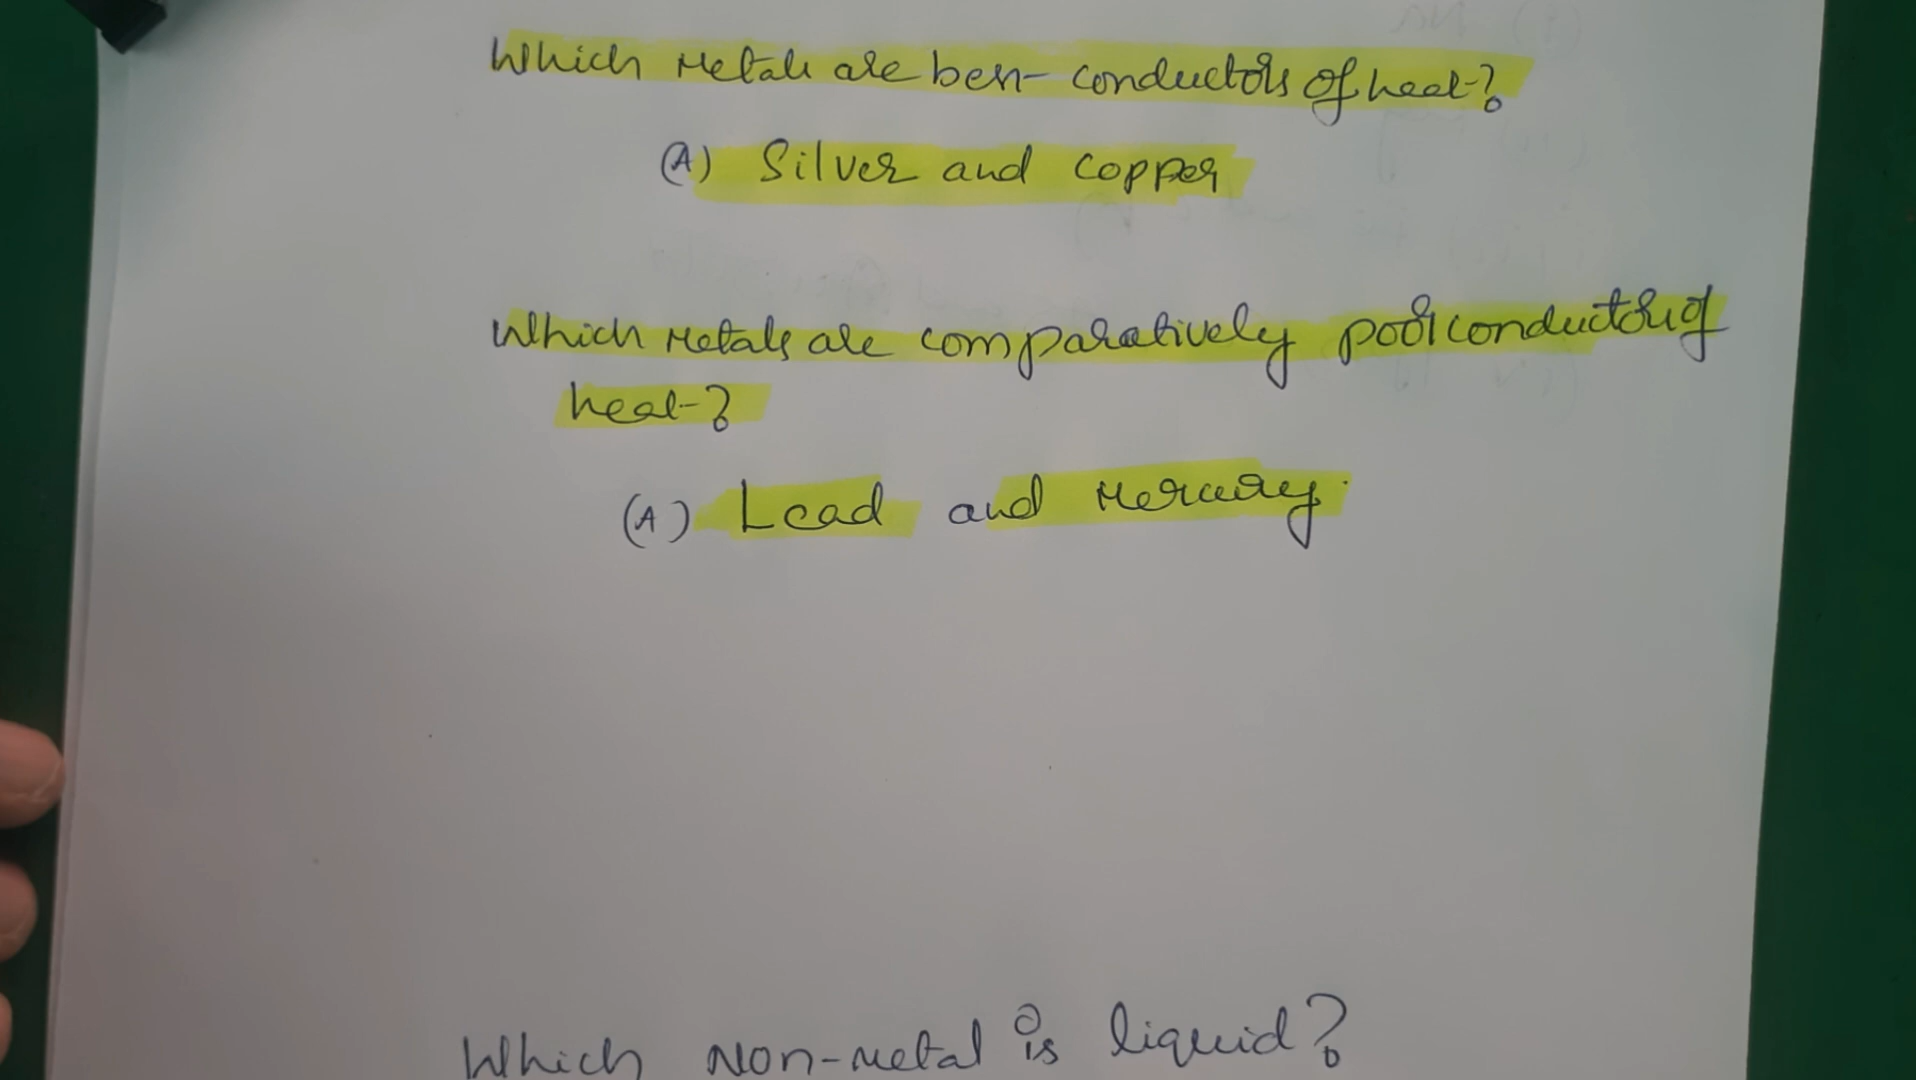 Which Metals are best conductors of heat?
(A) Silver and copper
Which Metals are comparatively poor conductors of
heat?
(A) Lead and Mercury.
Which Non-metal is liquid?